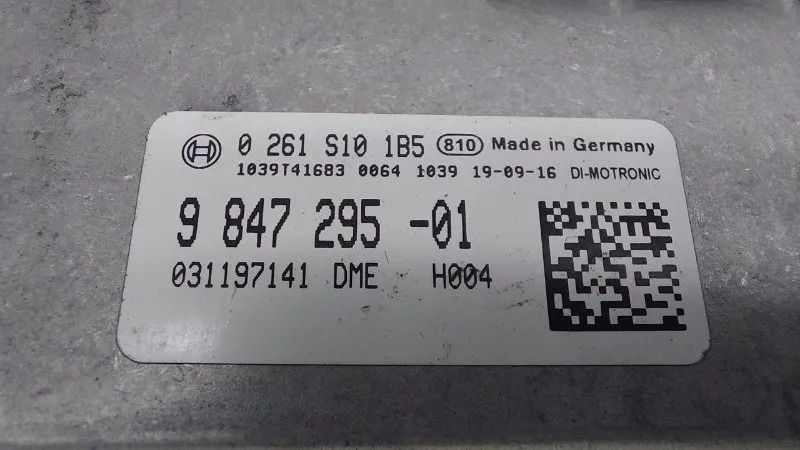 0 261 S10 1B5 810 Made in Germany
1039T41683 0064 1039 19-09-16 DI-MOTRONIC
9 847 295 -01
031197141 DME H004